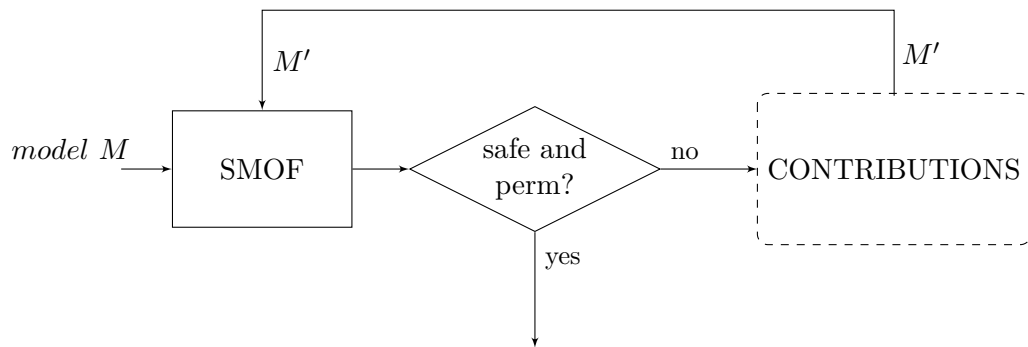 M′
M′
model M
SMOF
safe and
perm?
no
CONTRIBUTIONS
yes